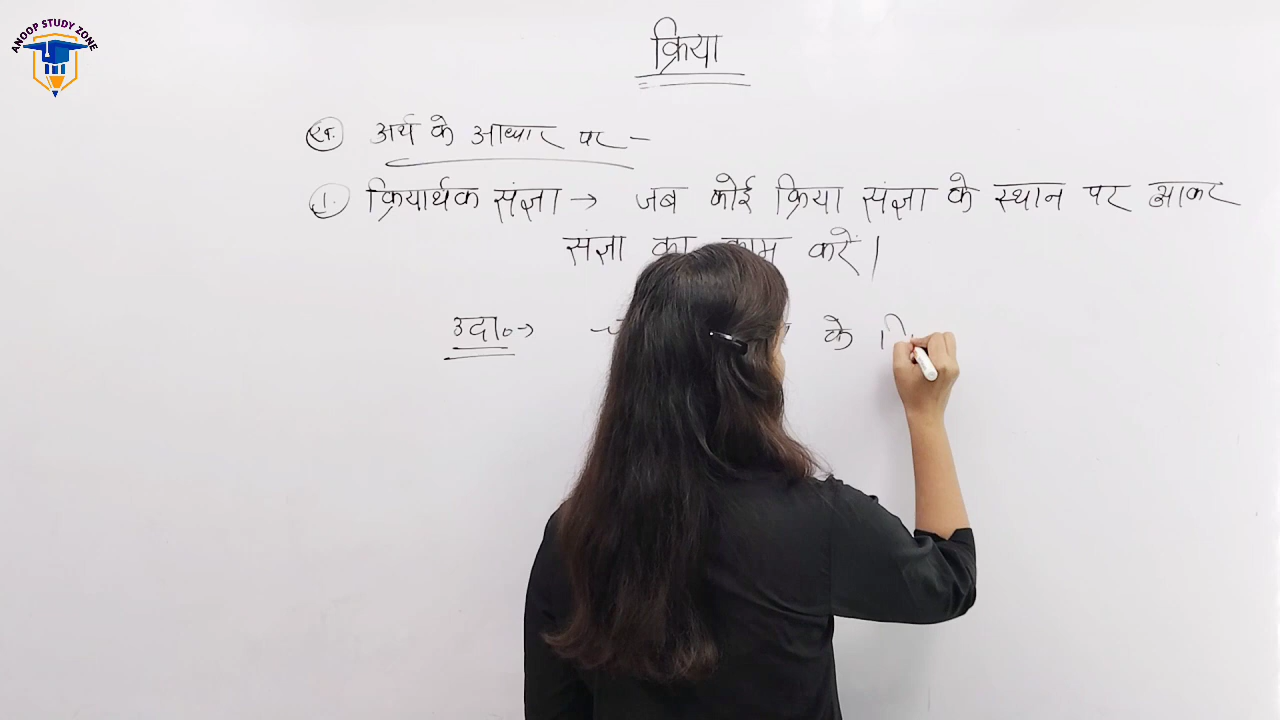 ANOOP STUDY ZONE
क्रिया
ख. अर्थ के आधार पर –
1. क्रियार्थक संज्ञा → जब कोई क्रिया संज्ञा के स्थान पर आकर
संज्ञा का काम करें।
उदा०→ के